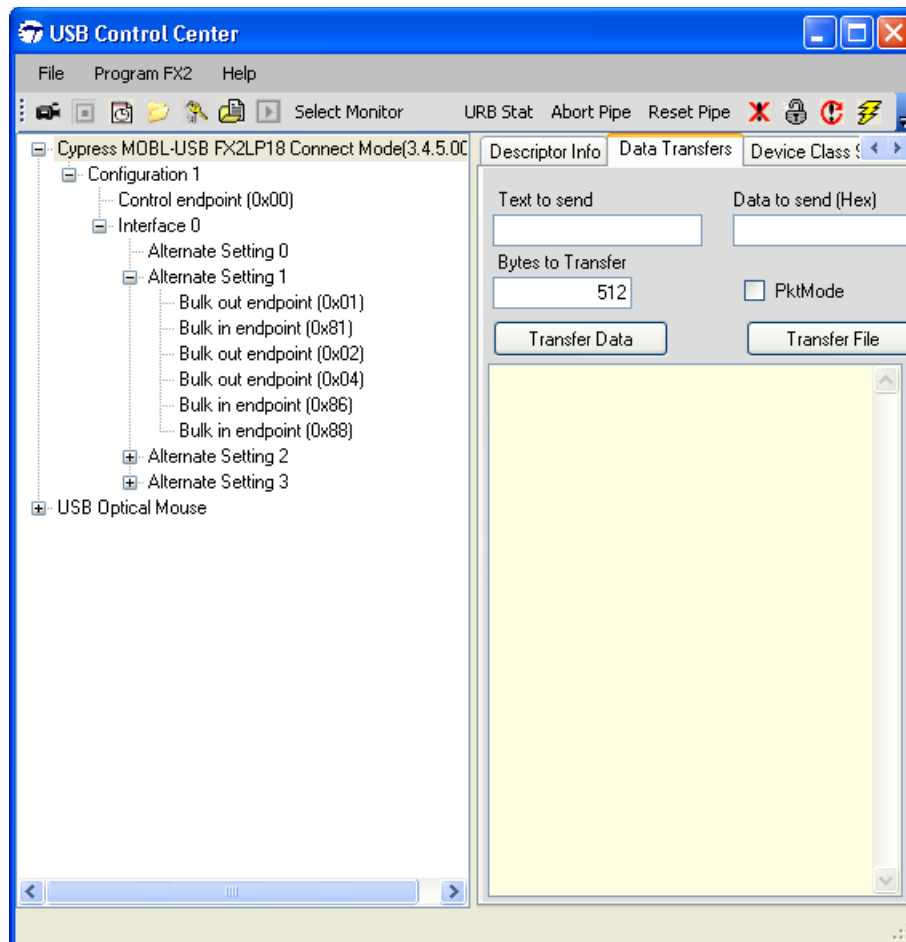 USB Control Center
File Program FX2 Help
Select Monitor URB Stat Abort Pipe Reset Pipe
Cypress MOBL-USB FX2LP18 Connect Mode(3.4.5.0C
Configuration 1
Control endpoint (0x00)
Interface 0
Alternate Setting 0
Alternate Setting 1
Bulk out endpoint (0x01)
Bulk in endpoint (0x81)
Bulk out endpoint (0x02)
Bulk out endpoint (0x04)
Bulk in endpoint (0x86)
Bulk in endpoint (0x88)
Alternate Setting 2
Alternate Setting 3
USB Optical Mouse
Descriptor Info Data Transfers Device Class
Text to send Data to send (Hex)
Bytes to Transfer
512 PktMode
Transfer Data Transfer File